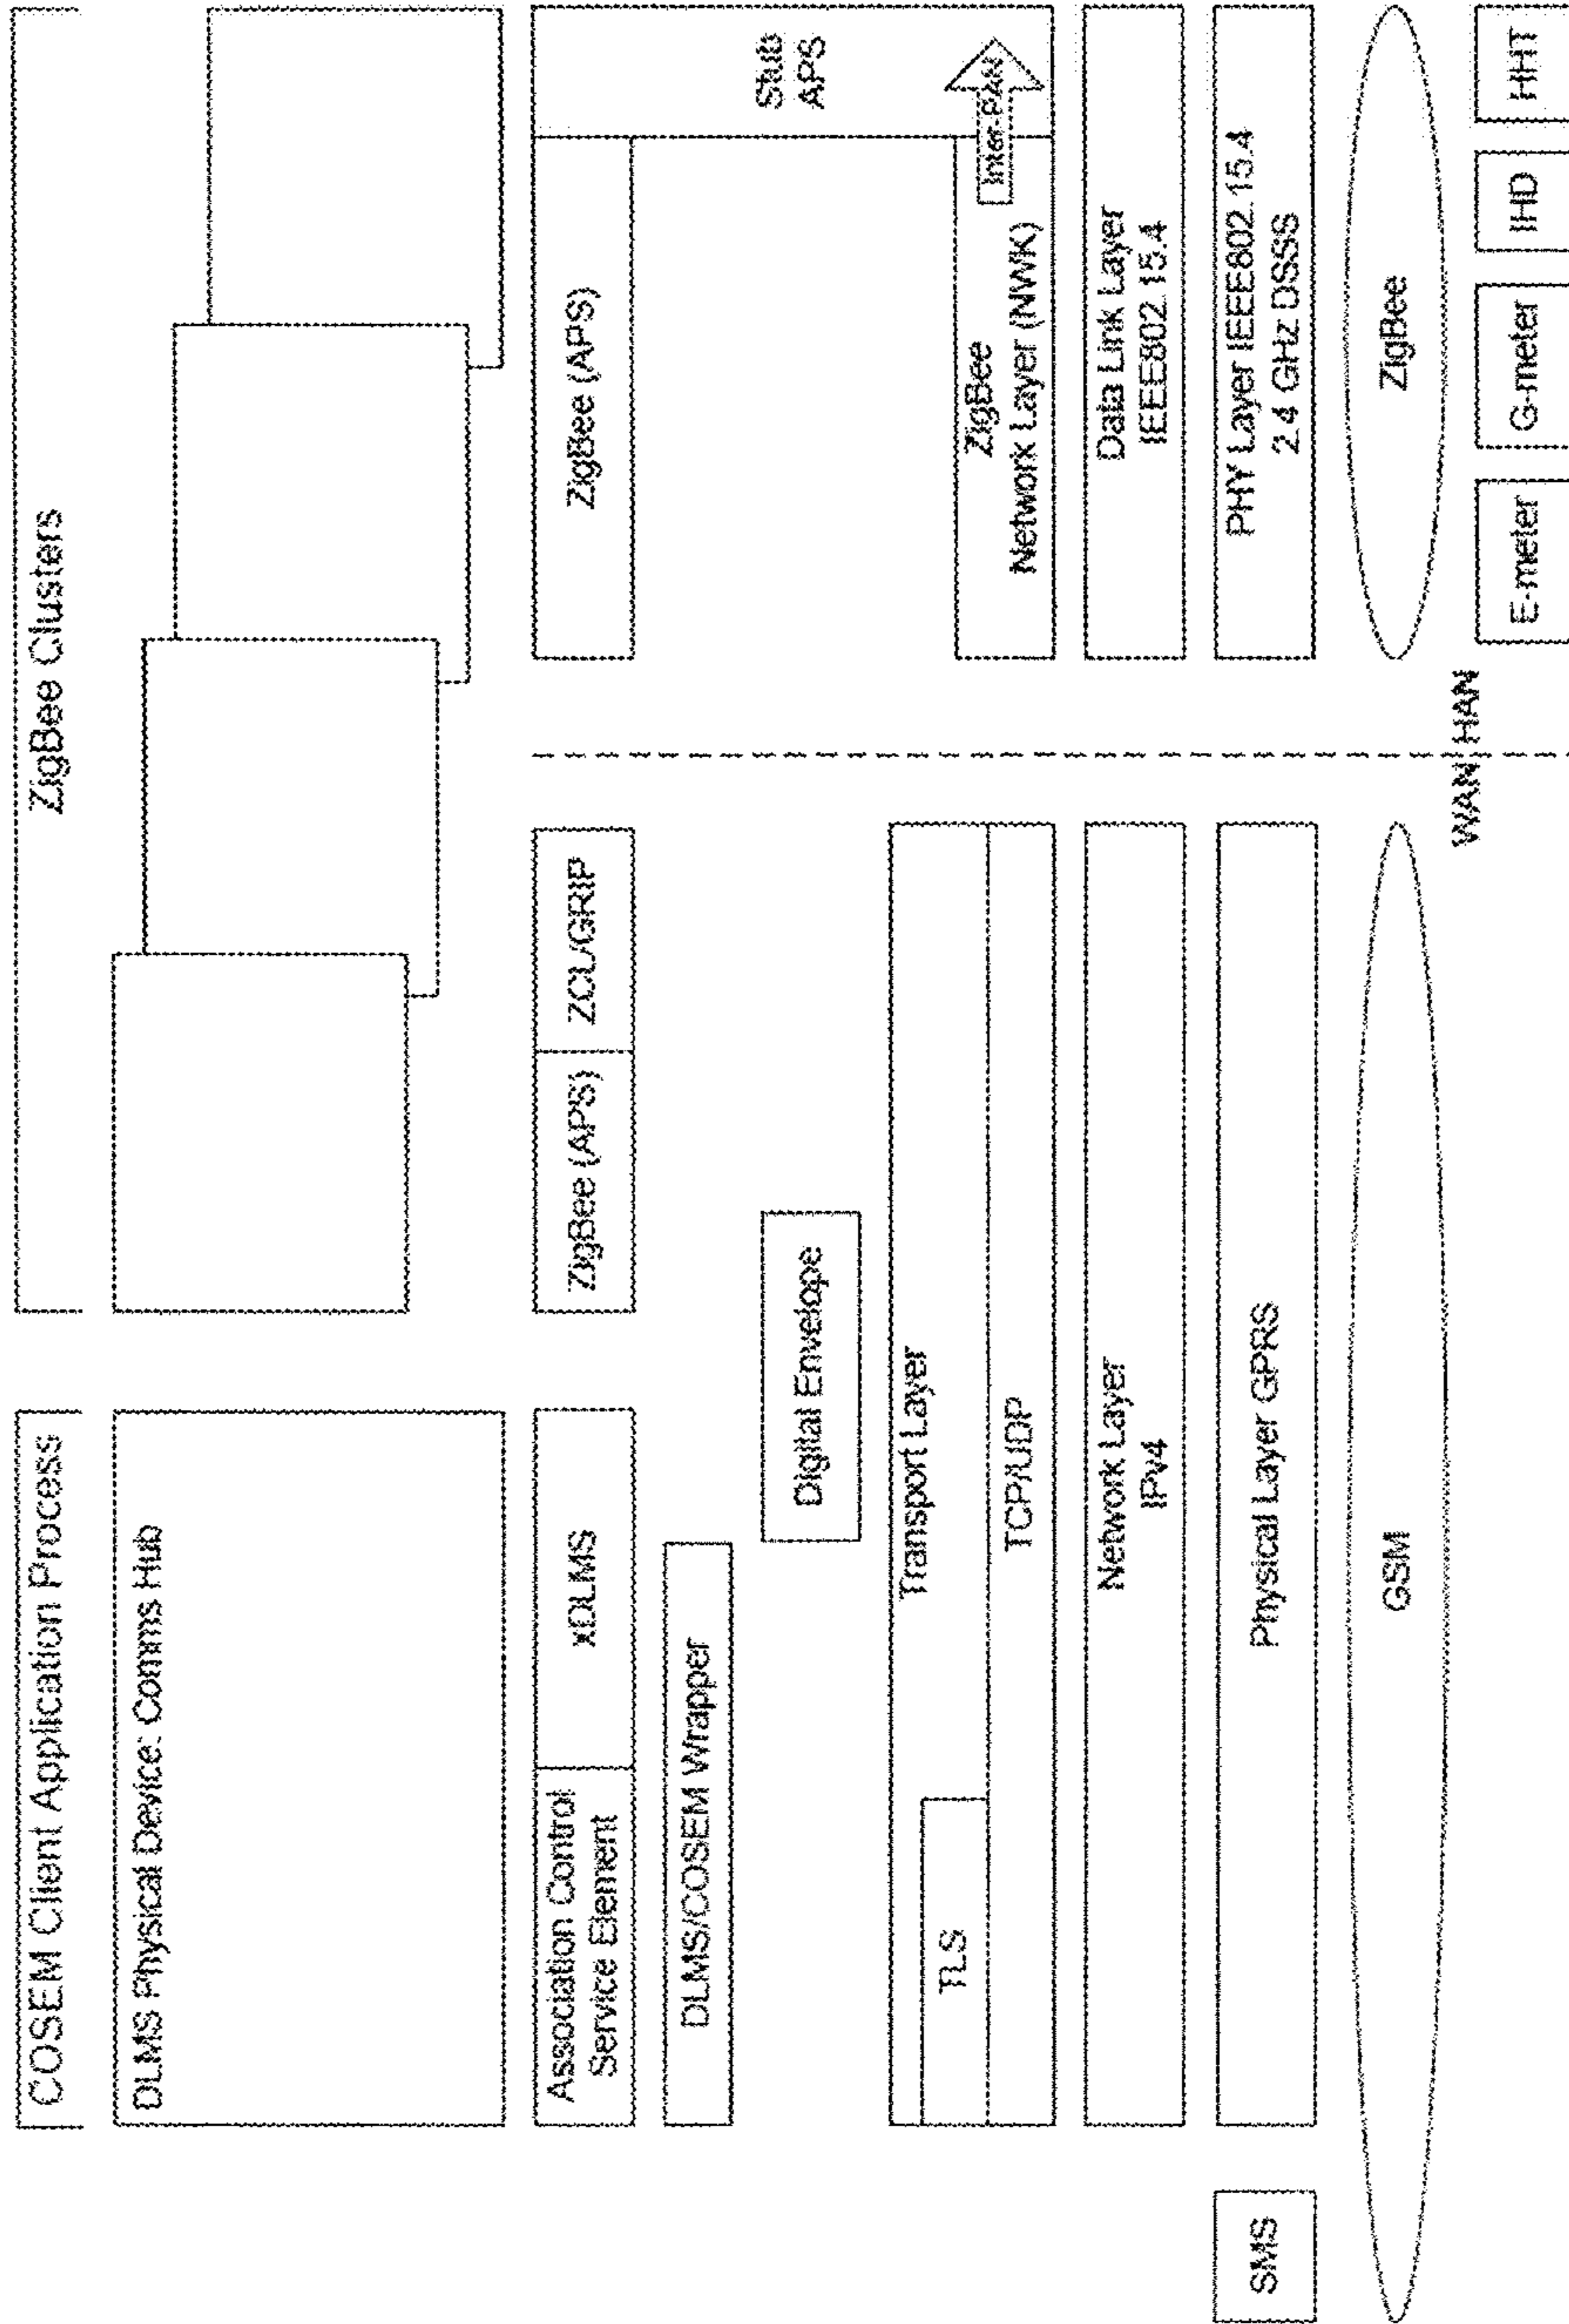 COSEM Client Application Process
ZigBee Clusters
DLMS Physical Device: Comms Hub
Association Control
Service Element
xDLMS
ZigBee (APS)
ZCL/GRIP
ZigBee (APS)
Stub
APS
DLMS/COSEM Wrapper
Digital Envelope
Transport Layer
TLS
TCP/UDP
ZigBee
Network Layer (NWK)
Inter-PAN
Network Layer
IPv4
Data Link Layer
IEEE802.15.4
SMS
Physical Layer GPRS
PHY Layer IEEE802.15.4
2.4 GHz DSSS
GSM
ZigBee
WAN
HAN
E-meter
G-meter
IHD
HHT